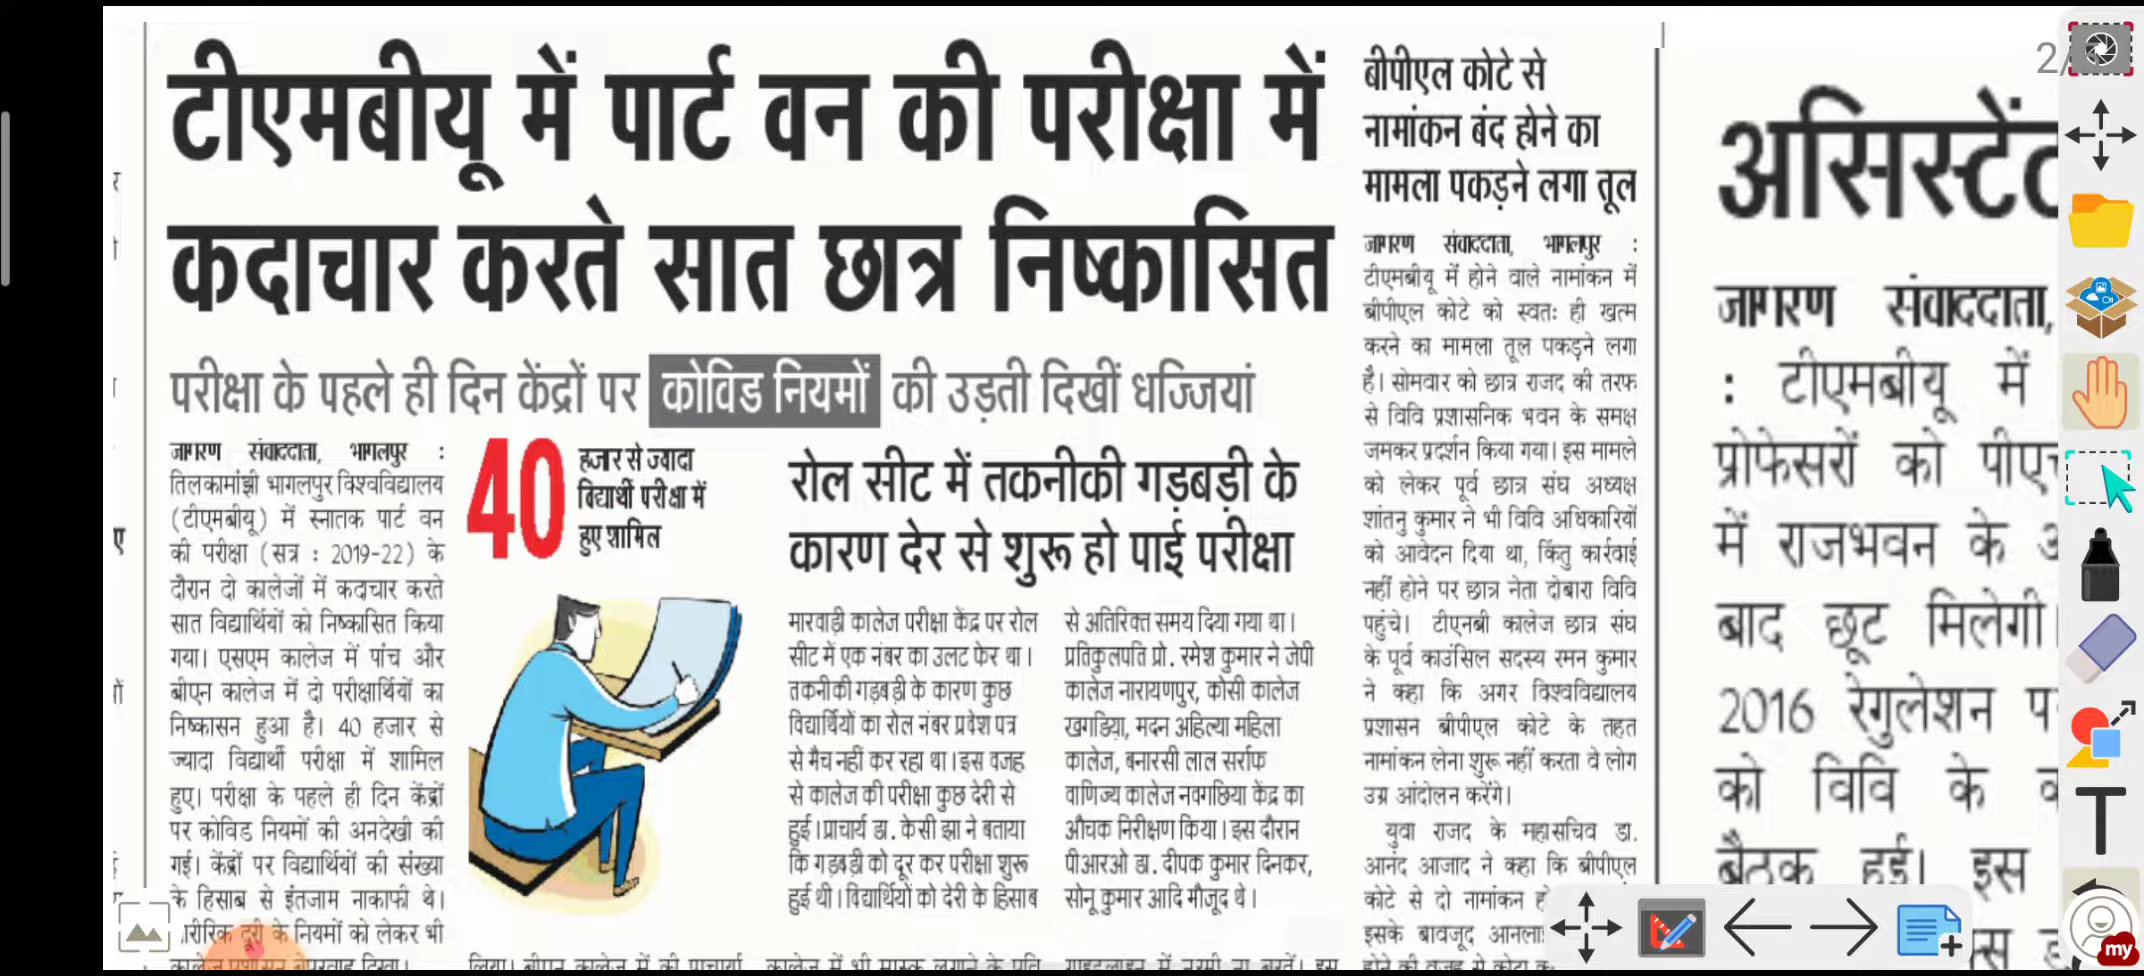 टीएमबीयू में पार्ट वन की परीक्षा में
कदाचार करते सात छात्र निष्कासित
परीक्षा के पहले ही दिन केंद्रों पर कोविड नियमों की उड़ती दिखीं धज्जियां
जागरण संवाददाता, भागलपुर :
तिलकामांझी भागलपुर विश्वविद्यालय
(टीएमबीयू) में स्नातक पार्ट वन
की परीक्षा (सत्र : 2019-22) के
दौरान दो कालेजों में कदाचार करते
सात विद्यार्थियों को निष्कासित किया
गया। एसएम कालेज में पांच और
बीएन कालेज में दो परीक्षार्थियों का
निष्कासन हुआ है। 40 हजार से
ज्यादा विद्यार्थी परीक्षा में शामिल
हुए। परीक्षा के पहले ही दिन केंद्रों
पर कोविड नियमों की अनदेखी की
गई। केंद्रों पर विद्यार्थियों की संख्या
के हिसाब से इंतजाम नाकाफी थे।
दूरी के नियमों को लेकर भी
40
हजार से ज्यादा
विद्यार्थी परीक्षा में
हुए शामिल
रोल सीट में तकनीकी गड़बड़ी के
कारण देर से शुरू हो पाई परीक्षा
मारवाड़ी कालेज परीक्षा केंद्र पर रोल
सीट में एक नंबर का उलट फेर था।
तकनीकी गड़बड़ी के कारण कुछ
विद्यार्थियों का रोल नंबर प्रवेश पत्र
से मैच नहीं कर रहा था। इस वजह
से कालेज की परीक्षा कुछ देरी से
हुई। प्राचार्य डा. केसी झा ने बताया
कि गड़बड़ी को दूर कर परीक्षा शुरू
हुई थी। विद्यार्थियों को देरी के हिसाब
से अतिरिक्त समय दिया गया था।
प्रतिकुलपति प्रो. रमेश कुमार ने जेपी
कालेज नारायणपुर, कोसी कालेज
खगड़िया, मदन अहिल्या महिला
कालेज, बनारसी लाल सर्राफ
वाणिज्य कालेज नवगछिया केंद्र का
औचक निरीक्षण किया। इस दौरान
पीआरओ डा. दीपक कुमार दिनकर,
सोनू कुमार आदि मौजूद थे।
बीपीएल कोटे से
नामांकन बंद होने का
मामला पकड़ने लगा तूल
जागरण संवाददाता, भागलपुर :
टीएमबीयू में होने वाले नामांकन में
बीपीएल कोटे को स्वतः ही खत्म
करने का मामला तूल पकड़ने लगा
है। सोमवार को छात्र राजद की तरफ
से विवि प्रशासनिक भवन के समक्ष
जमकर प्रदर्शन किया गया। इस मामले
को लेकर पूर्व छात्र संघ अध्यक्ष
शांतनु कुमार ने भी विवि अधिकारियों
को आवेदन दिया था, किंतु कार्रवाई
नहीं होने पर छात्र नेता दोबारा विवि
पहुंचे। टीएनबी कालेज छात्र संघ
के पूर्व काउंसिल सदस्य रमन कुमार
ने कहा कि अगर विश्वविद्यालय
प्रशासन बीपीएल कोटे के तहत
नामांकन लेना शुरू नहीं करता वे लोग
उग्र आंदोलन करेंगे।
युवा राजद के महासचिव डा.
आनंद आजाद ने कहा कि बीपीएल
कोटे से दो नामांकन
इसके बावजूद
असिस्टें
जागरण संवाददाता,
: टीएमबीयू में
प्रोफेसरों को
में राजभवन के
बाद छूट मिलेगी।
2016 रेगुलेशन
को विवि के
बैठक हुई। इस
2/
T
my